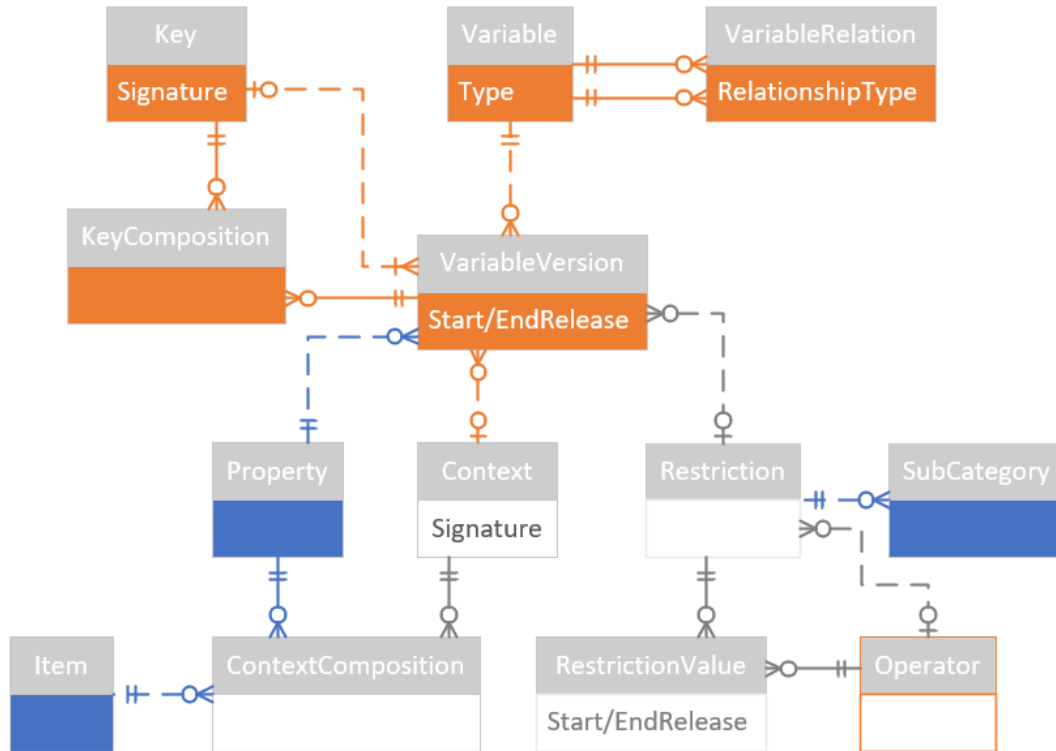 Key
Variable
VariableRelation
Signature
Type
RelationshipType
KeyComposition
VariableVersion
Start/EndRelease
Property
Context
Restriction
SubCategory
Signature
Item
ContextComposition
RestrictionValue
Operator
Start/EndRelease